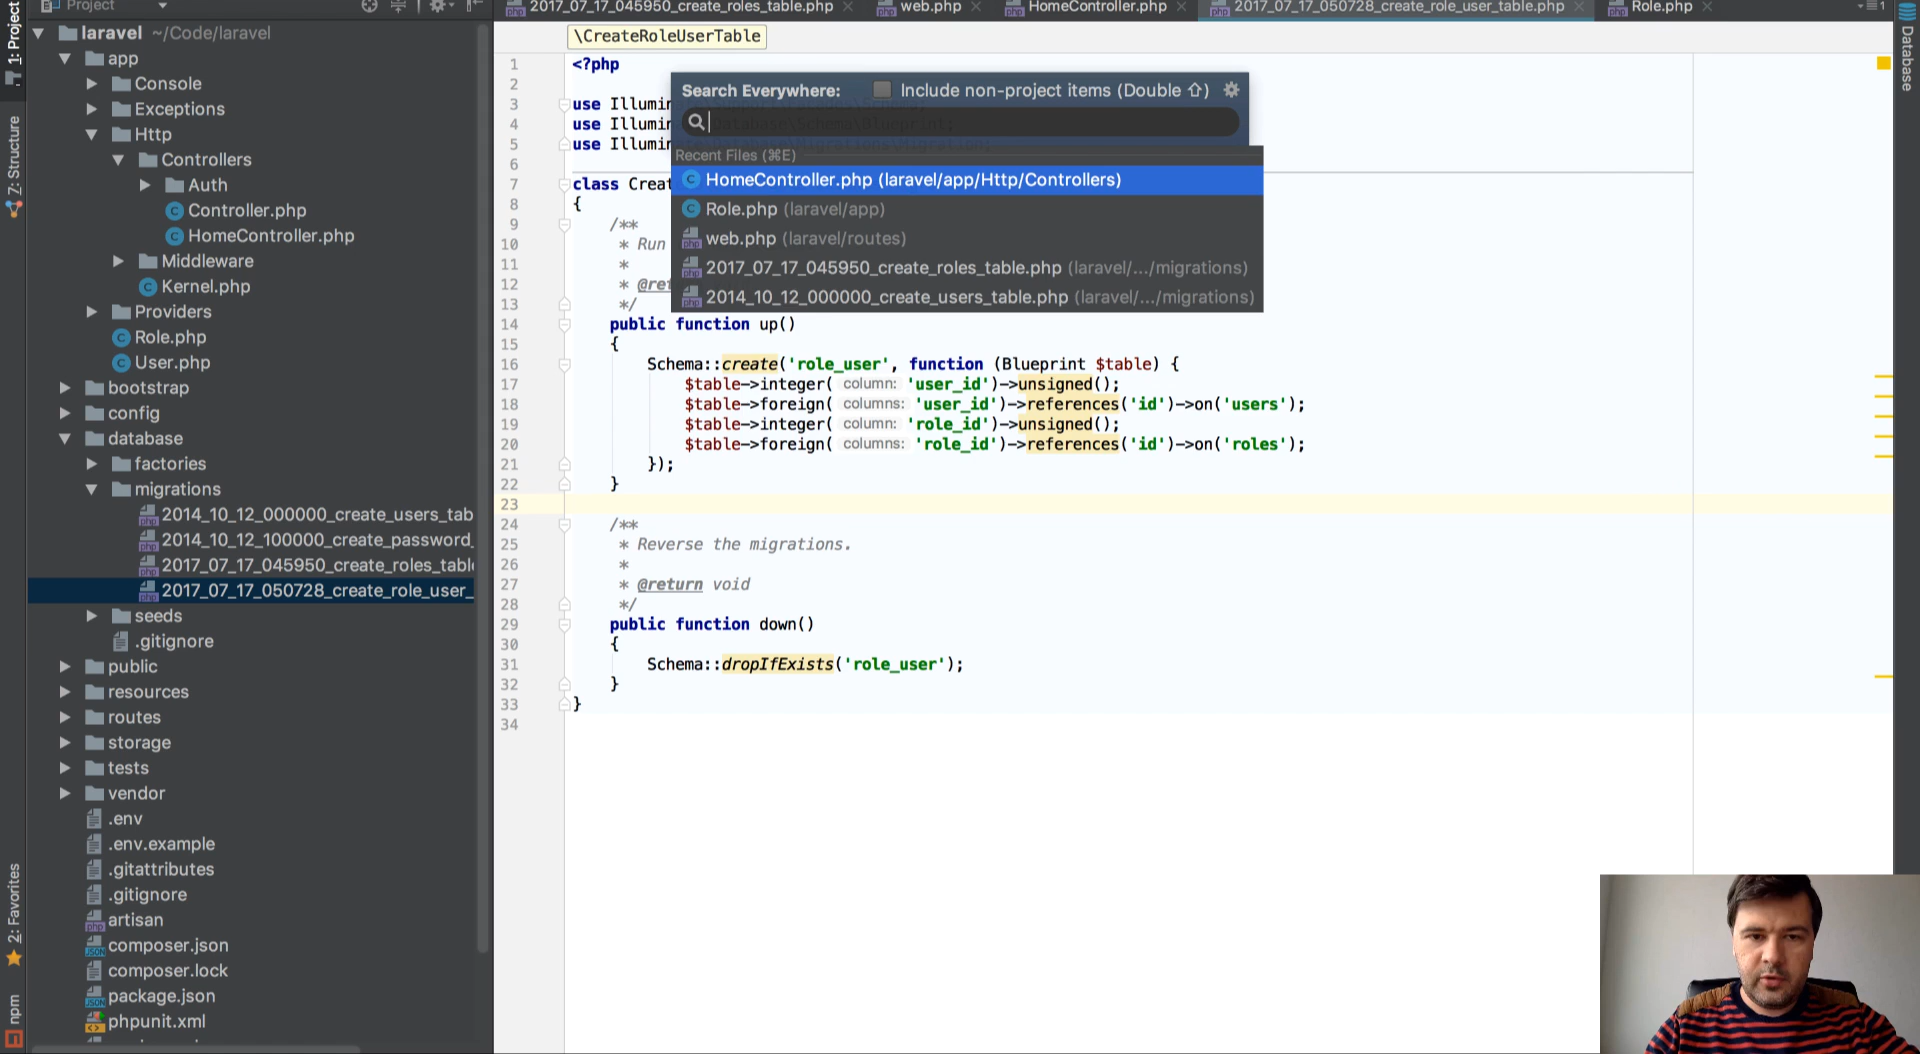 Project
2017_07_17_045950_create_roles_table.php
web.php
HomeController.php
2017_07_17_050728_create_role_user_table.php
Role.php
1
1: Project
7: Structure
2: Favorites
npm
Database
laravel ~/Code/laravel
app
Console
Exceptions
Http
Controllers
Auth
Controller.php
HomeController.php
Middleware
Kernel.php
Providers
Role.php
User.php
bootstrap
config
database
factories
migrations
2014_10_12_000000_create_users_tab
2014_10_12_100000_create_password_
2017_07_17_045950_create_roles_tabl
2017_07_17_050728_create_role_user_
seeds
.gitignore
public
resources
routes
storage
tests
vendor
.env
.env.example
.gitattributes
.gitignore
artisan
composer.json
composer.lock
package.json
phpunit.xml
\CreateRoleUserTable
Search Everywhere: Include non-project items (Double ⇧)
Recent Files (⌘E)
HomeController.php (laravel/app/Http/Controllers)
Role.php (laravel/app)
web.php (laravel/routes)
2017_07_17_045950_create_roles_table.php (laravel/.../migrations)
2014_10_12_000000_create_users_table.php (laravel/.../migrations)
1 <?php
2
3 use Illumin
4 use Illumin
5 use Illumin
6
7 class Creat
8 {
9 /**
10 * Run
11 *
12 * @ret
13 */
14 public function up()
15 {
16 Schema::create('role_user', function (Blueprint $table) {
17 $table->integer( column: 'user_id')->unsigned();
18 $table->foreign( columns: 'user_id')->references('id')->on('users');
19 $table->integer( column: 'role_id')->unsigned();
20 $table->foreign( columns: 'role_id')->references('id')->on('roles');
21 });
22 }
23
24 /**
25 * Reverse the migrations.
26 *
27 * @return void
28 */
29 public function down()
30 {
31 Schema::dropIfExists('role_user');
32 }
33 }
34